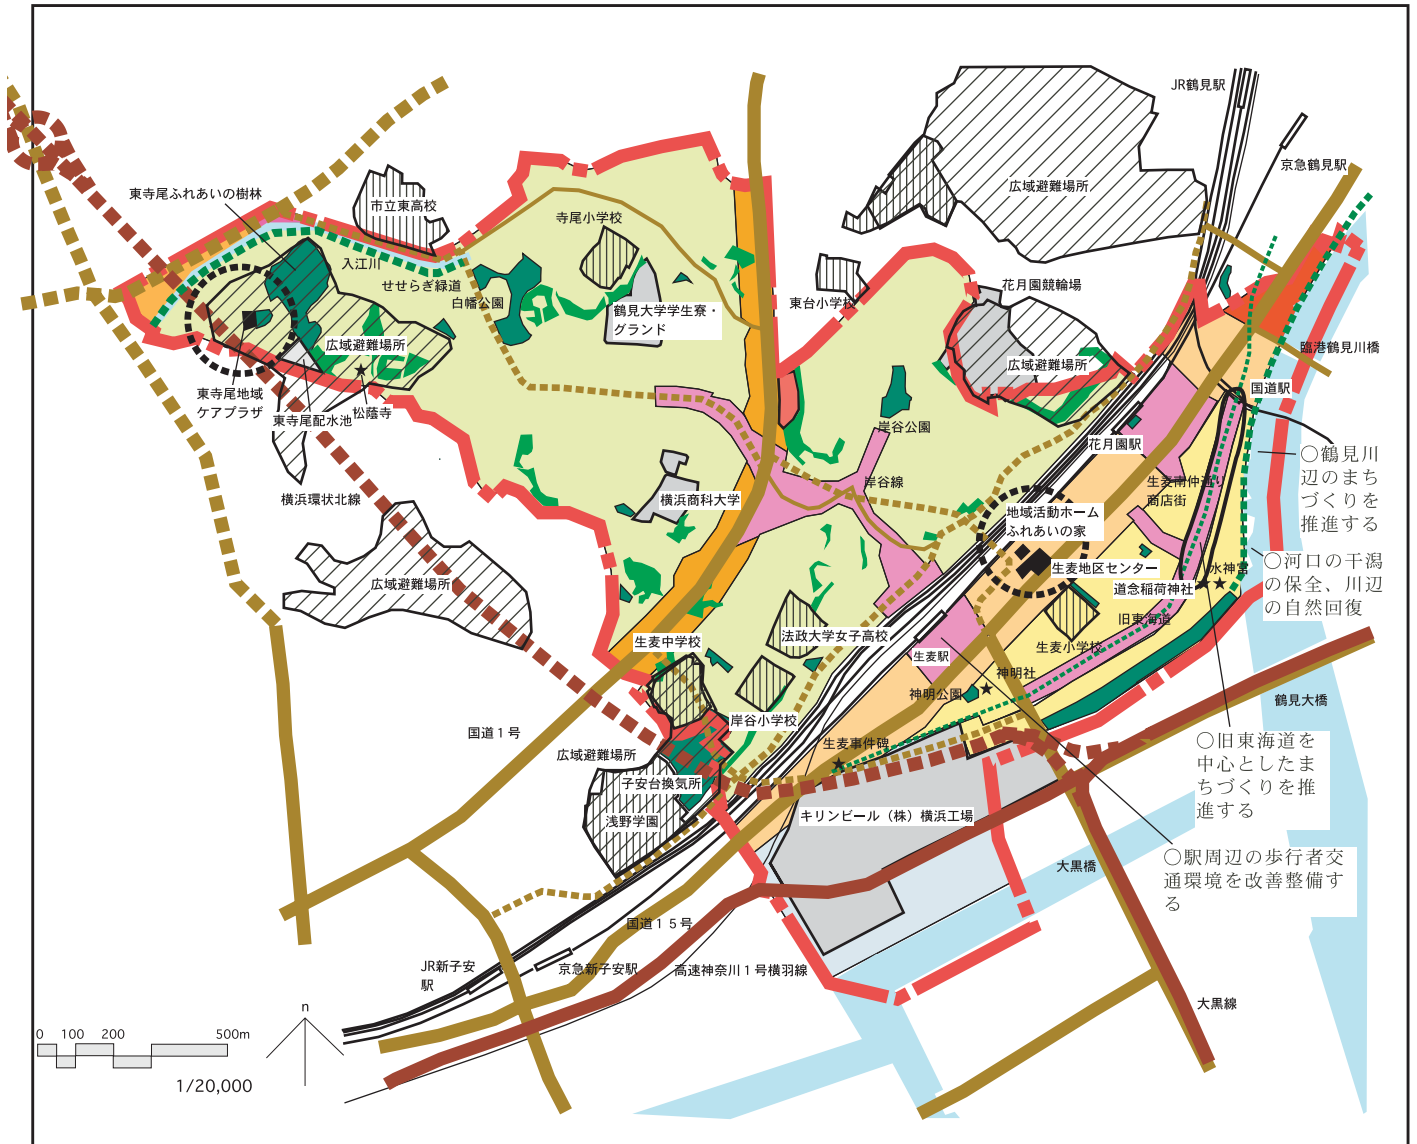 JR鶴見駅
京急鶴見駅
東寺尾ふれあいの樹林
市立東高校
広域避難場所
寺尾小学校
入江川
せせらぎ緑道
白幡公園
鶴見大学学生寮・
グランド
東台小学校
花月園競輪場
広域避難場所
広域避難場所
臨港鶴見川橋
国道駅
東寺尾地域
ケアプラザ
東寺尾配水池
松蔭寺
岸谷公園
花月園駅
横浜環状北線
横浜商科大学
岸谷線
生麦南仲通り
商店街
○鶴見川
辺のまち
づくりを
推進する
地域活動ホーム
ふれあいの家
生麦地区センター
道念稲荷神社
水神宮
○河口の干潟
の保全、川辺
の自然回復
広域避難場所
旧東海道
生麦中学校
法政大学女子高校
生麦小学校
生麦駅
神明社
神明公園
鶴見大橋
岸谷小学校
国道１号
広域避難場所
生麦事件碑
○旧東海道を
中心としたま
ちづくりを推
進する
子安台換気所
浅野学園
キリンビール（株）横浜工場
大黒橋
○駅周辺の歩行者交
通環境を改善整備す
る
国道１５号
JR新子安
駅
京急新子安駅
高速神奈川１号横羽線
大黒線
n
0 100 200 500m
1/20,000